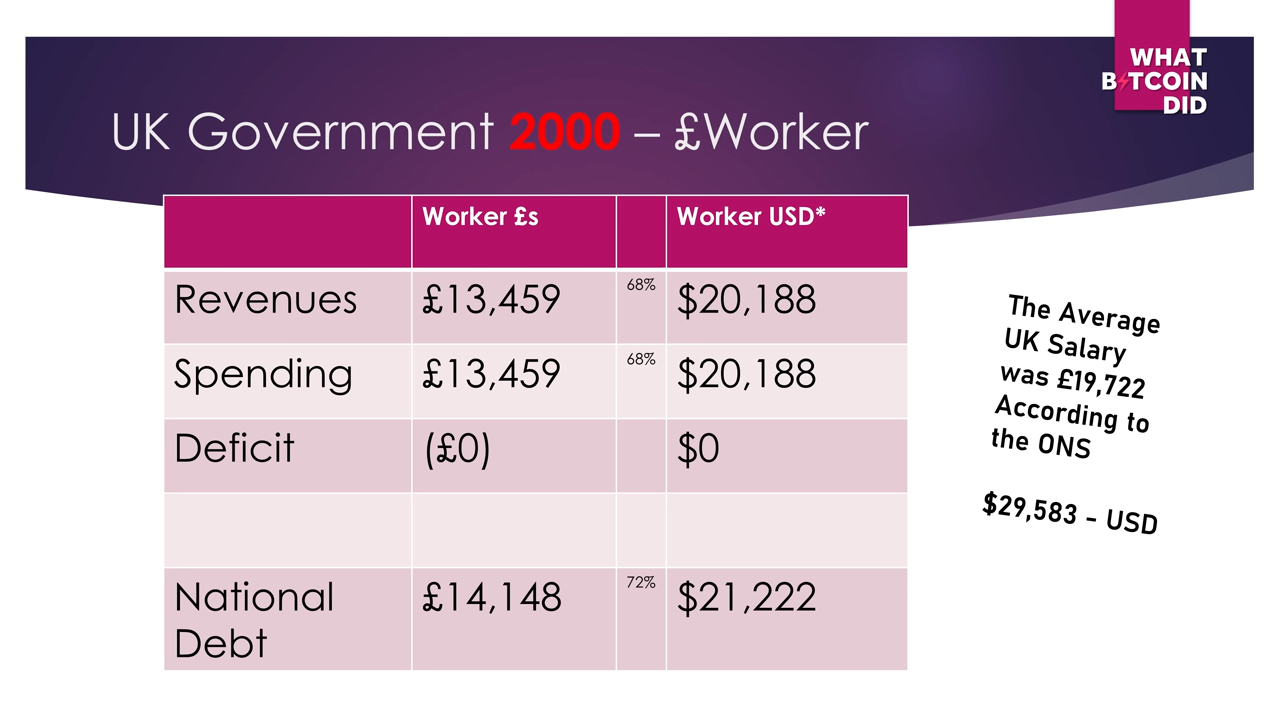 WHAT
B⚡TCOIN
DID
UK Government 2000 – £Worker
Worker £s Worker USD*
Revenues £13,459 68% $20,188
Spending £13,459 68% $20,188
Deficit (£0) $0
National £14,148 72% $21,222
Debt
The Average
UK Salary
was £19,722
According to
the ONS
$29,583 - USD